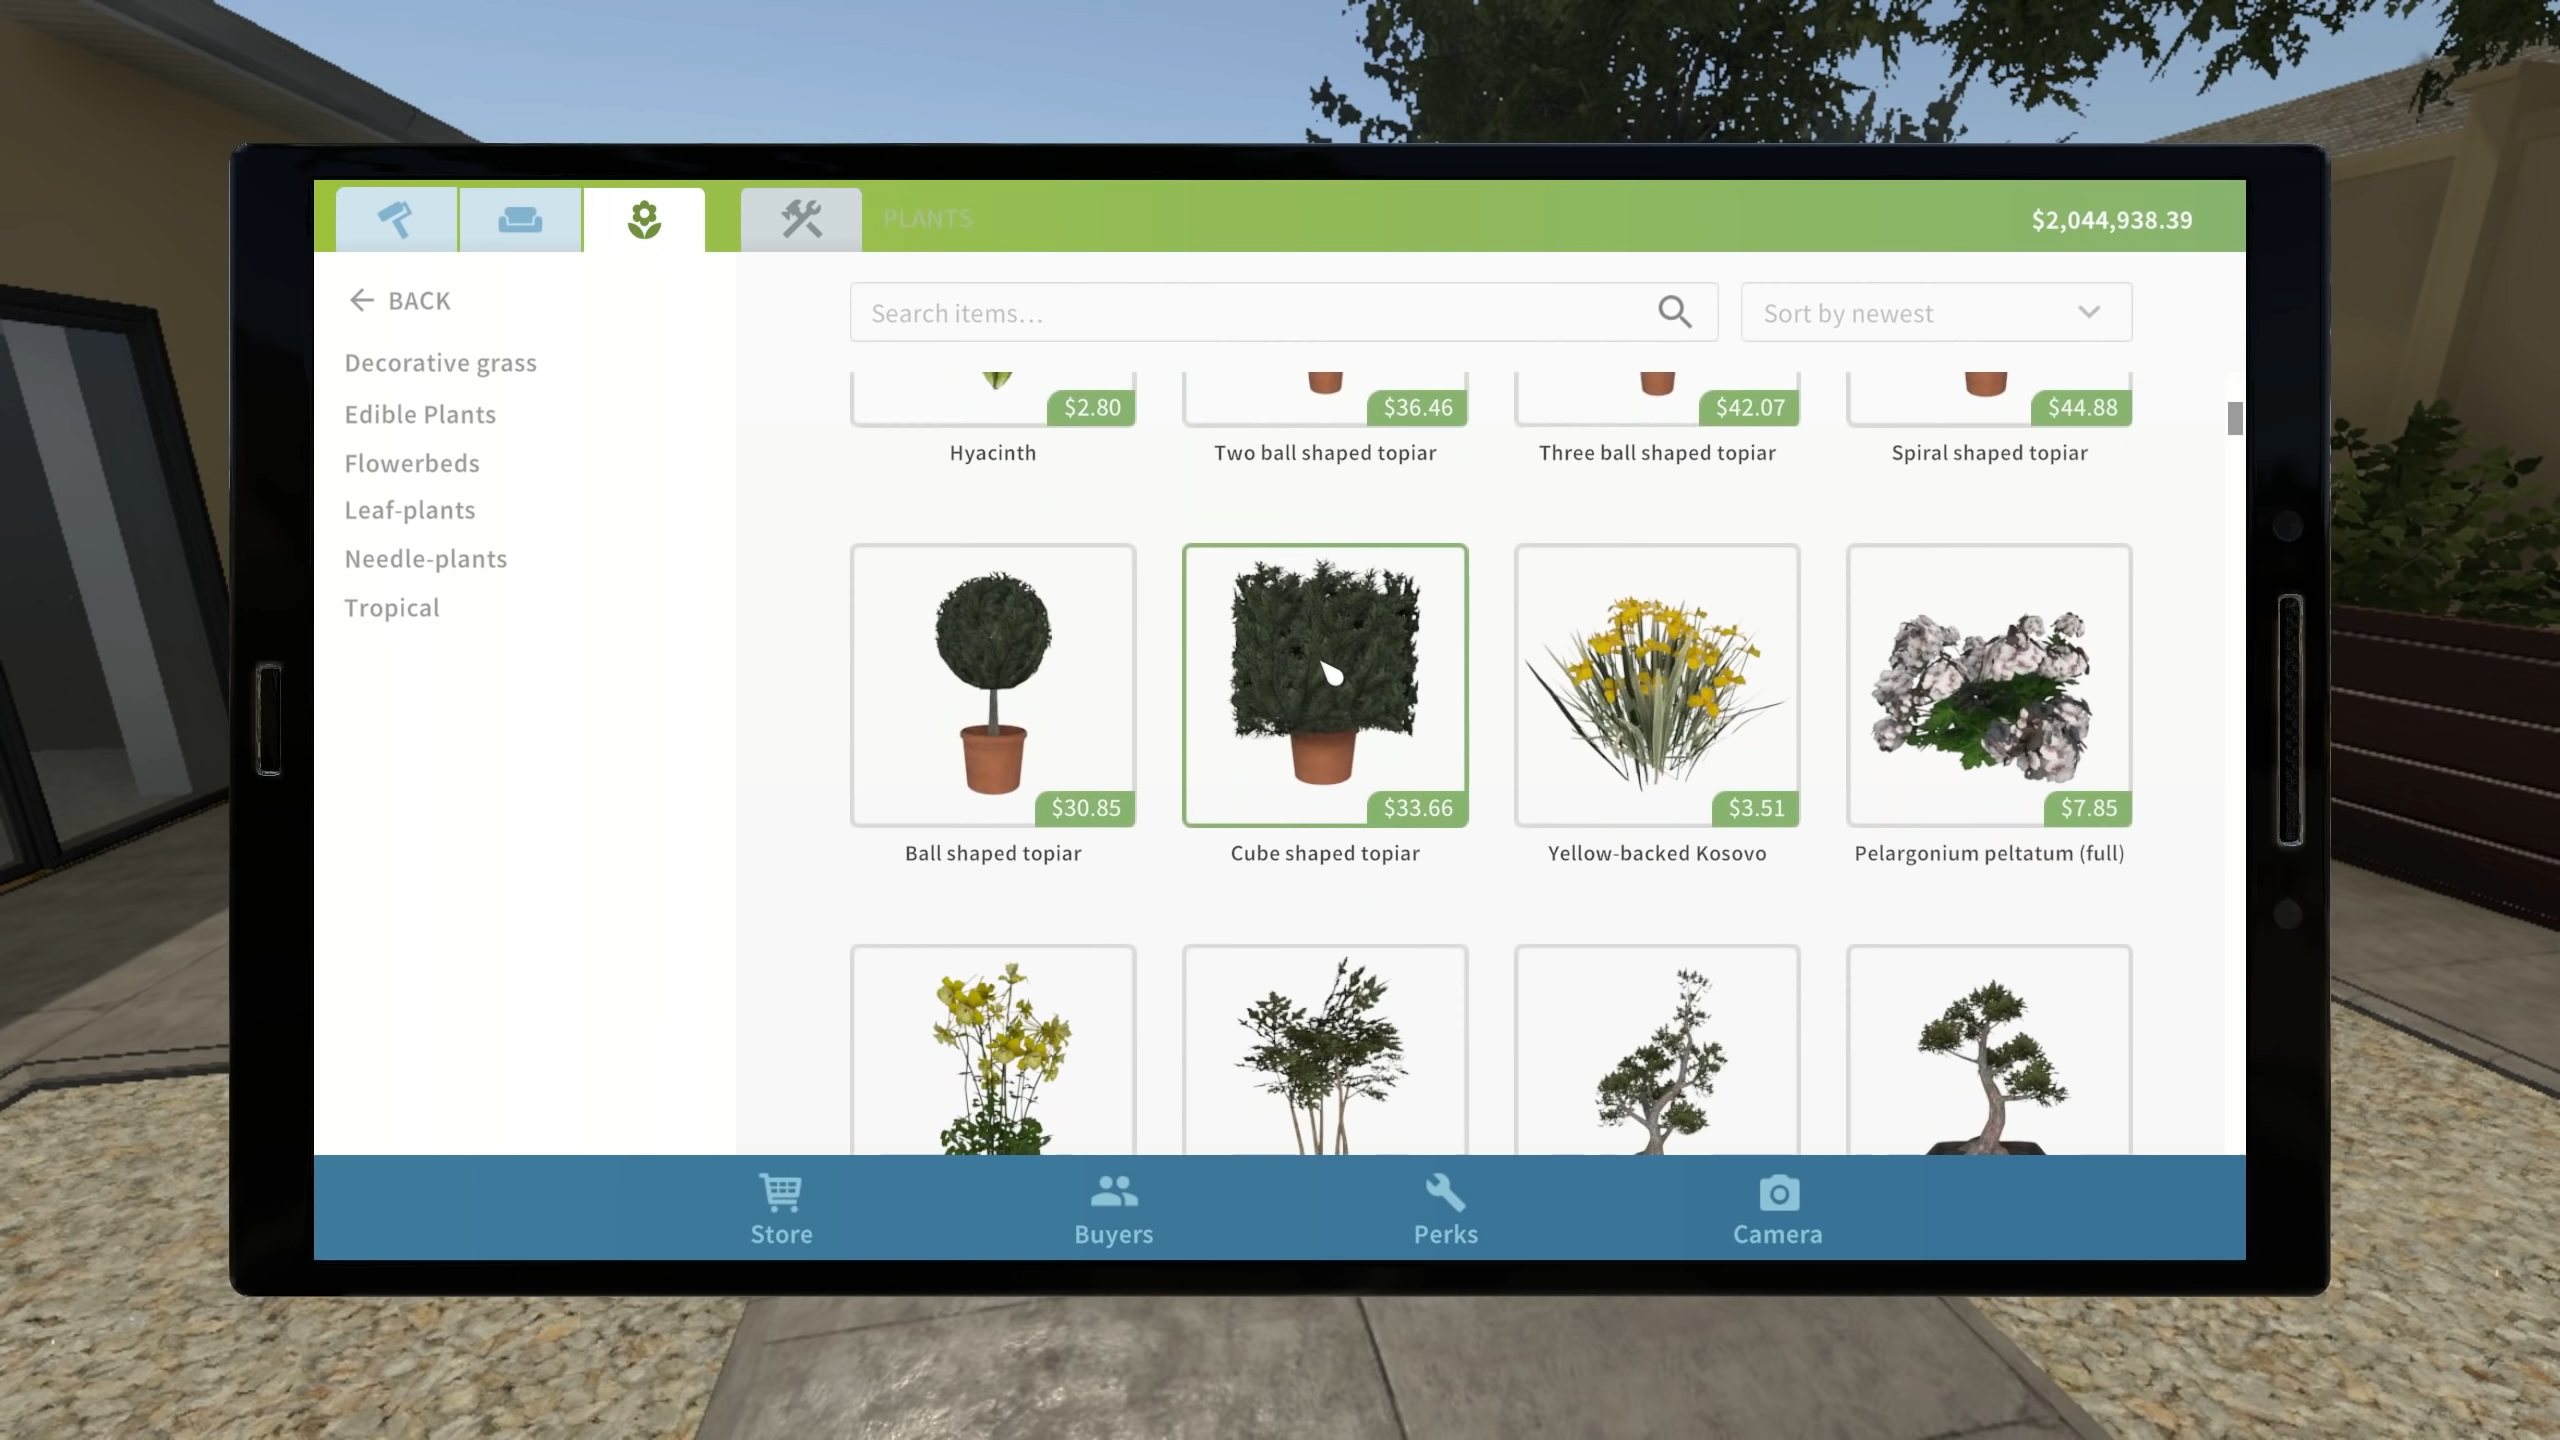 PLANTS
$2,044,938.39
BACK
Search items...
Sort by newest
Decorative grass
Edible Plants
Flowerbeds
Leaf-plants
Needle-plants
Tropical
$2.80
$36.46
$42.07
$44.88
Hyacinth
Two ball shaped topiar
Three ball shaped topiar
Spiral shaped topiar
$30.85
$33.66
$3.51
$7.85
Ball shaped topiar
Cube shaped topiar
Yellow-backed Kosovo
Pelargonium peltatum (full)
Store
Buyers
Perks
Camera